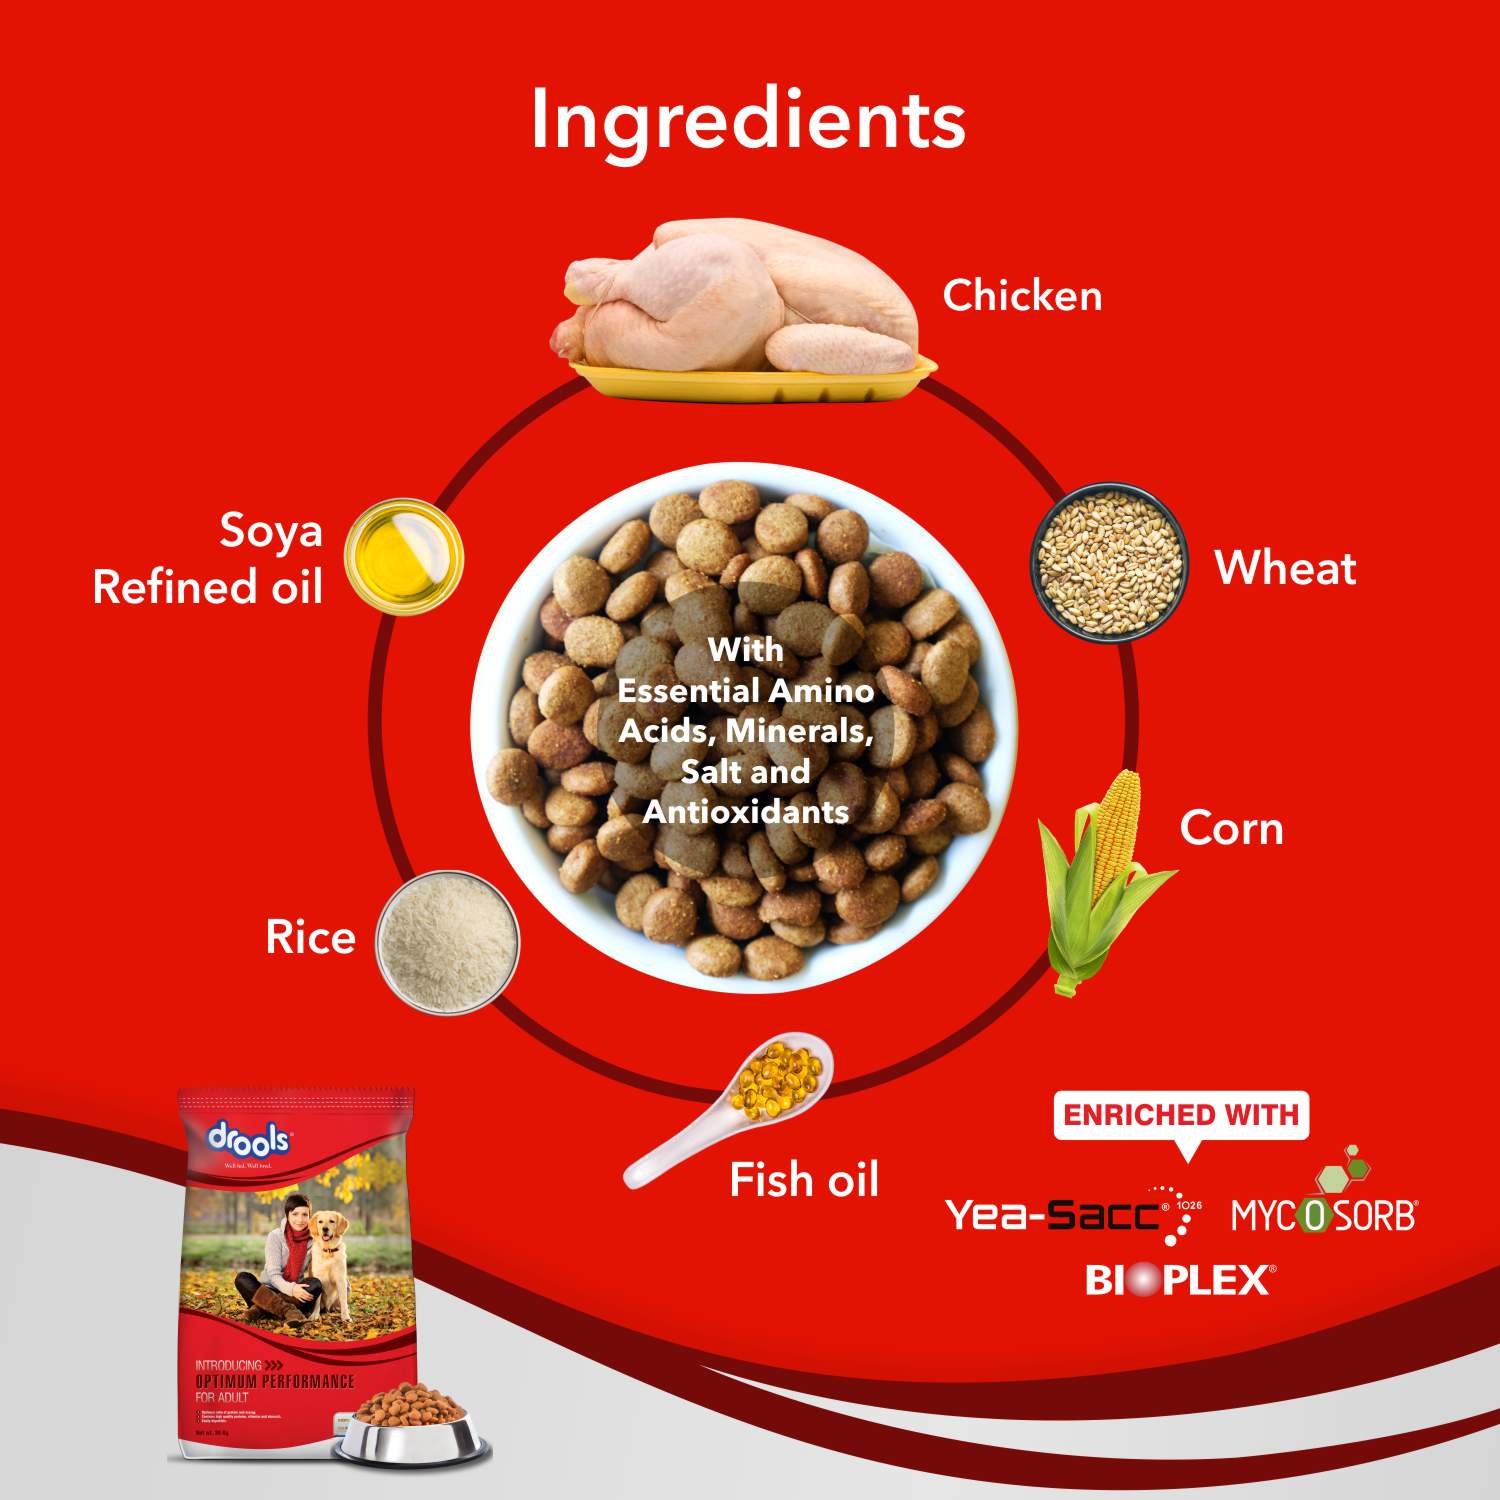 Ingredients
Chicken
Soya
Refined oil
Wheat
With
Essential Amino
Acids, Minerals,
Salt and
Antioxidants
Corn
Rice
Fish oil
ENRICHED WITH
Yea-Sacc® 1026
MYCOSORB®
BIOPLEX®
drools
Well fed. Well bred.
INTRODUCING >>>
OPTIMUM PERFORMANCE
FOR ADULT